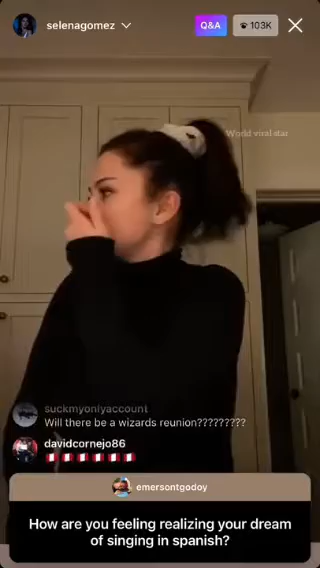 selenagomez
Q&A
103K
World viral star
suckmyonlyaccount
Will there be a wizards reunion?????????
davidcornejo86
🇵🇪🇵🇪🇵🇪🇵🇪🇵🇪🇵🇪
emersontgodoy
How are you feeling realizing your dream
of singing in spanish?